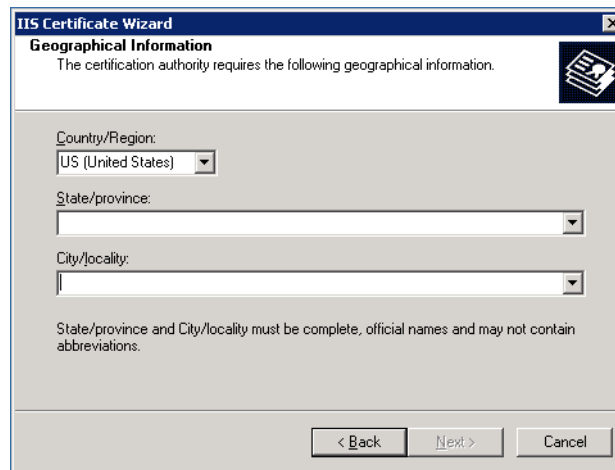 IIS Certificate Wizard
Geographical Information
The certification authority requires the following geographical information.
Country/Region:
US (United States)
State/province:
City/locality:
State/province and City/locality must be complete, official names and may not contain
abbreviations.
< Back
Next >
Cancel